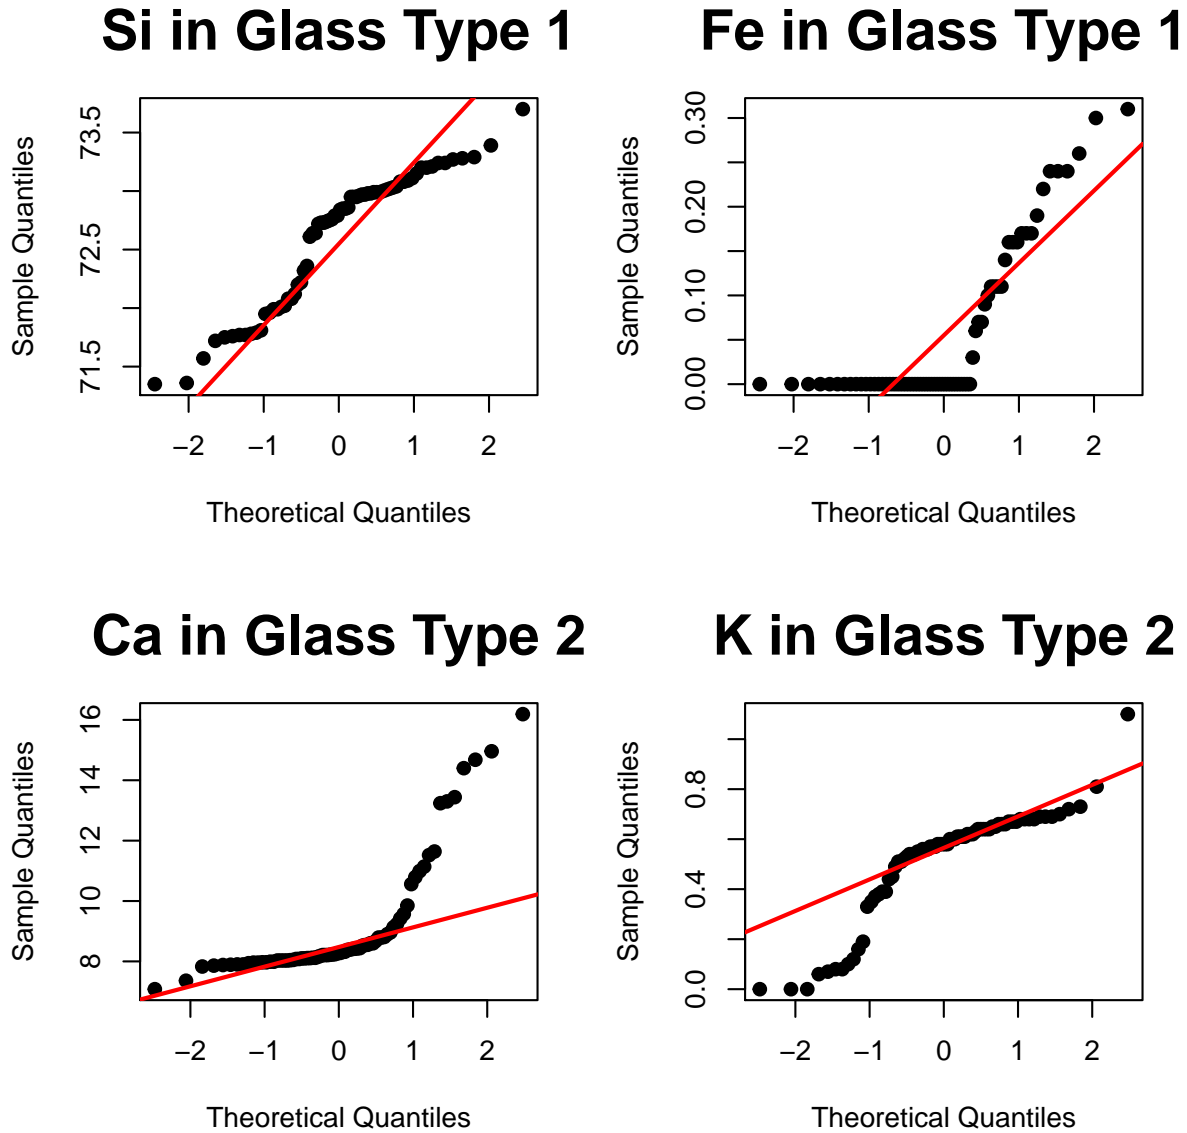 Si in Glass Type 1
Sample Quantiles
73.5
72.5
71.5
−2 −1 0 1 2
Theoretical Quantiles
Fe in Glass Type 1
Sample Quantiles
0.30
0.20
0.10
0.00
−2 −1 0 1 2
Theoretical Quantiles
Ca in Glass Type 2
Sample Quantiles
16
14
12
10
8
−2 −1 0 1 2
Theoretical Quantiles
K in Glass Type 2
Sample Quantiles
0.8
0.4
0.0
−2 −1 0 1 2
Theoretical Quantiles